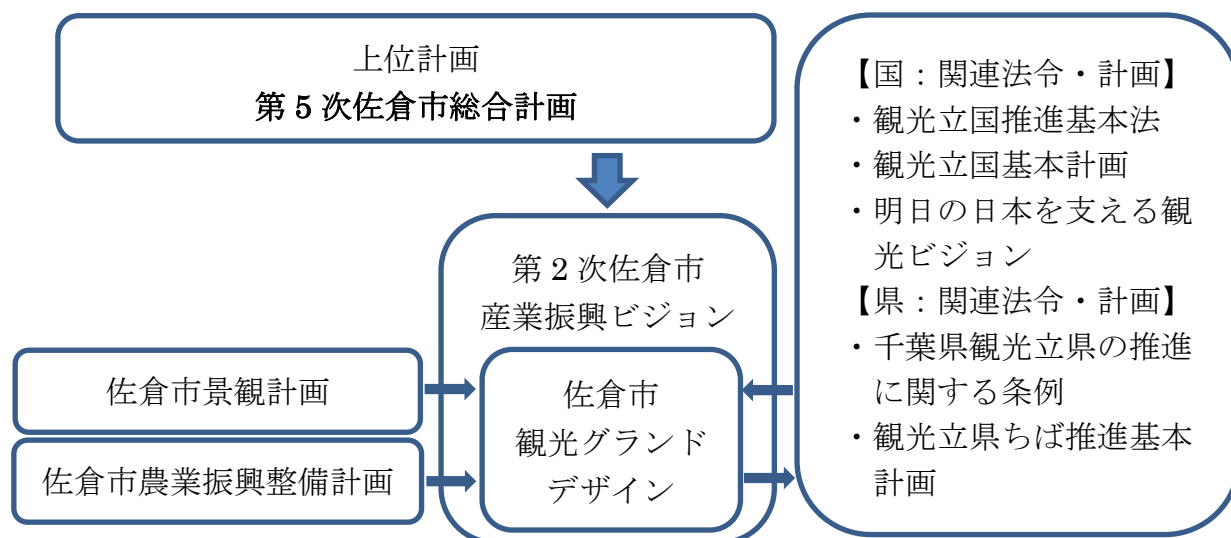 上位計画
第5次佐倉市総合計画
第2次佐倉市
産業振興ビジョン
佐倉市景観計画
佐倉市農業振興整備計画
佐倉市
観光グランド
デザイン
【国：関連法令・計画】
・観光立国推進基本法
・観光立国基本計画
・明日の日本を支える観
光ビジョン
【県：関連法令・計画】
・千葉県観光立県の推進
に関する条例
・観光立県ちば推進基本
計画